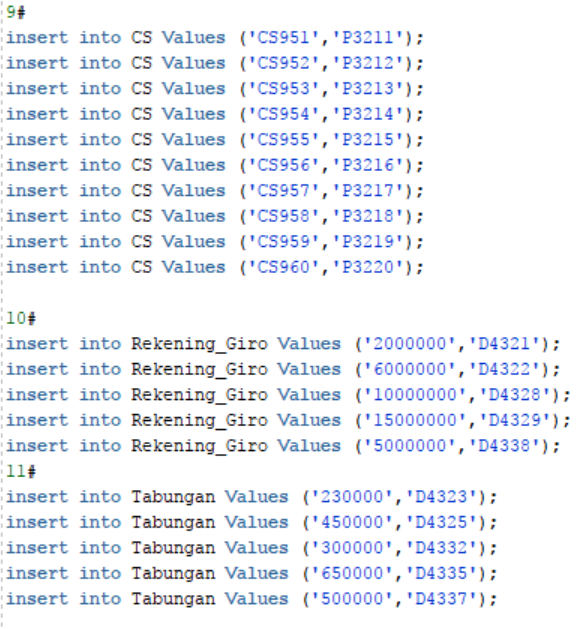 9#
insert into CS Values ('CS951','P3211');
insert into CS Values ('CS952','P3212');
insert into CS Values ('CS953','P3213');
insert into CS Values ('CS954','P3214');
insert into CS Values ('CS955','P3215');
insert into CS Values ('CS956','P3216');
insert into CS Values ('CS957','P3217');
insert into CS Values ('CS958','P3218');
insert into CS Values ('CS959','P3219');
insert into CS Values ('CS960','P3220');
10#
insert into Rekening_Giro Values ('2000000','D4321');
insert into Rekening_Giro Values ('6000000','D4322');
insert into Rekening_Giro Values ('10000000','D4328');
insert into Rekening_Giro Values ('15000000','D4329');
insert into Rekening_Giro Values ('5000000','D4338');
11#
insert into Tabungan Values ('230000','D4323');
insert into Tabungan Values ('450000','D4325');
insert into Tabungan Values ('300000','D4332');
insert into Tabungan Values ('650000','D4335');
insert into Tabungan Values ('500000','D4337');